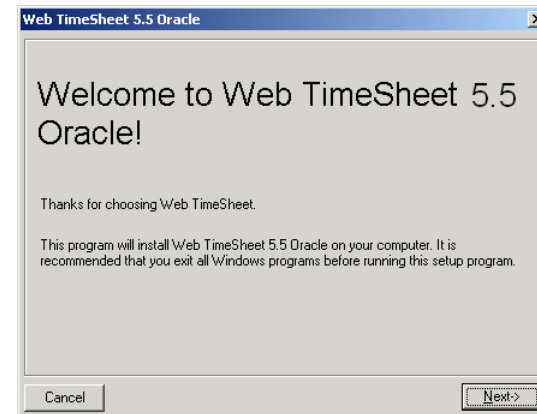 Web TimeSheet 5.5 Oracle
Welcome to Web TimeSheet 5.5
Oracle!
Thanks for choosing Web TimeSheet.
This program will install Web TimeSheet 5.5 Oracle on your computer. It is
recommended that you exit all Windows programs before running this setup program.
Cancel
Next->